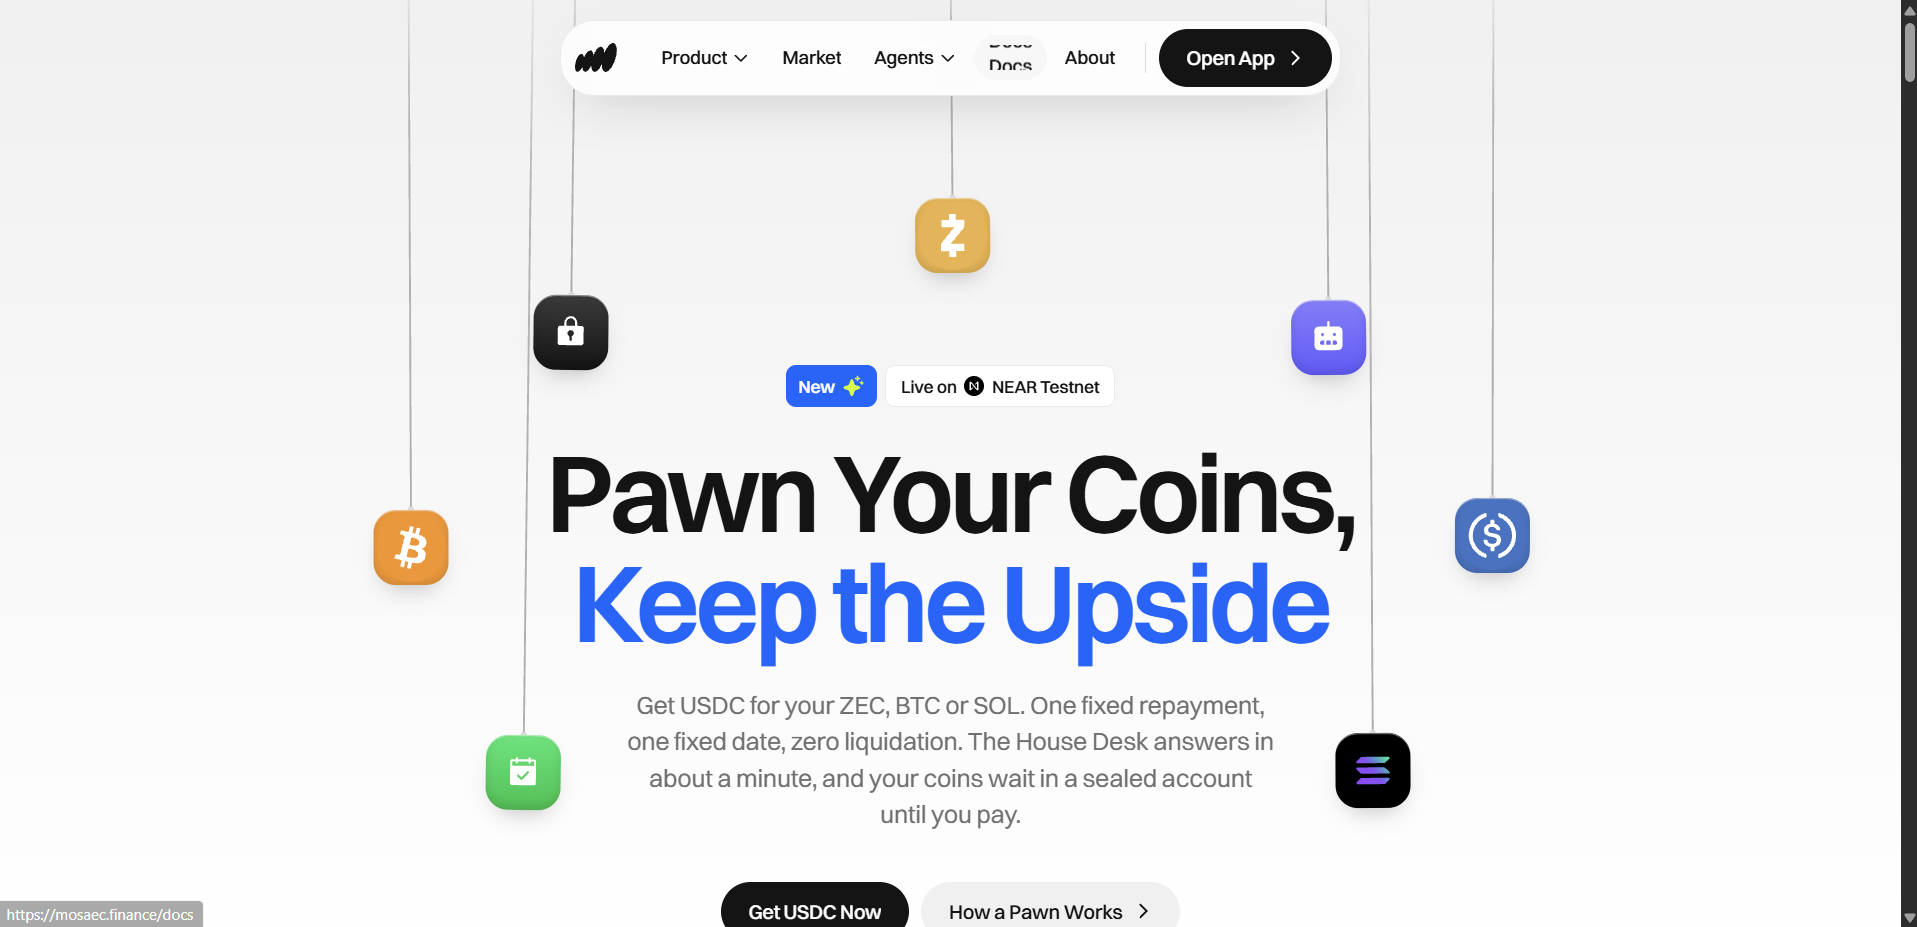 Product
Market
Agents
Docs
Docs
About
Open App
New
Live on NEAR Testnet
Pawn Your Coins,
Keep the Upside
Get USDC for your ZEC, BTC or SOL. One fixed repayment,
one fixed date, zero liquidation. The House Desk answers in
about a minute, and your coins wait in a sealed account
until you pay.
Get USDC Now
How a Pawn Works
https://mosaec.finance/docs